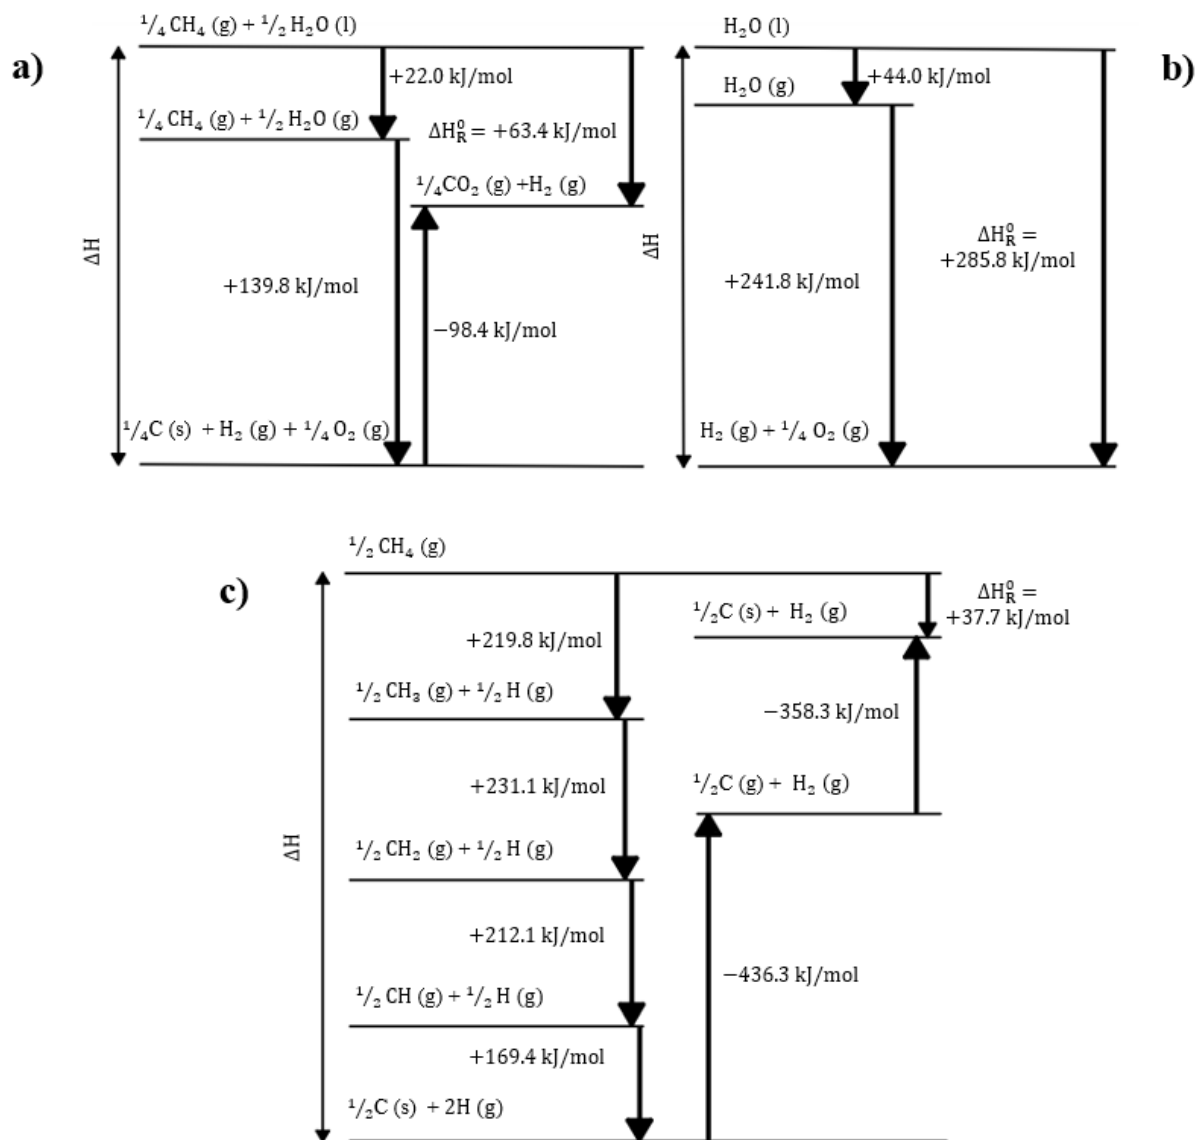 a)
¹/₄ CH₄ (g) + ¹/₂ H₂O (l)
+22.0 kJ/mol
¹/₄ CH₄ (g) + ¹/₂ H₂O (g)
ΔH⁰R = +63.4 kJ/mol
¹/₄CO₂ (g) +H₂ (g)
ΔH
+139.8 kJ/mol
−98.4 kJ/mol
¹/₄C (s) + H₂ (g) + ¹/₄ O₂ (g)
b)
H₂O (l)
+44.0 kJ/mol
H₂O (g)
ΔH
ΔH⁰R =
+285.8 kJ/mol
+241.8 kJ/mol
H₂ (g) + ¹/₄ O₂ (g)
c)
¹/₂ CH₄ (g)
ΔH⁰R =
+37.7 kJ/mol
¹/₂C (s) + H₂ (g)
+219.8 kJ/mol
¹/₂ CH₃ (g) + ¹/₂ H (g)
−358.3 kJ/mol
+231.1 kJ/mol
¹/₂C (g) + H₂ (g)
ΔH
¹/₂ CH₂ (g) + ¹/₂ H (g)
+212.1 kJ/mol
−436.3 kJ/mol
¹/₂ CH (g) + ¹/₂ H (g)
+169.4 kJ/mol
¹/₂C (s) + 2H (g)